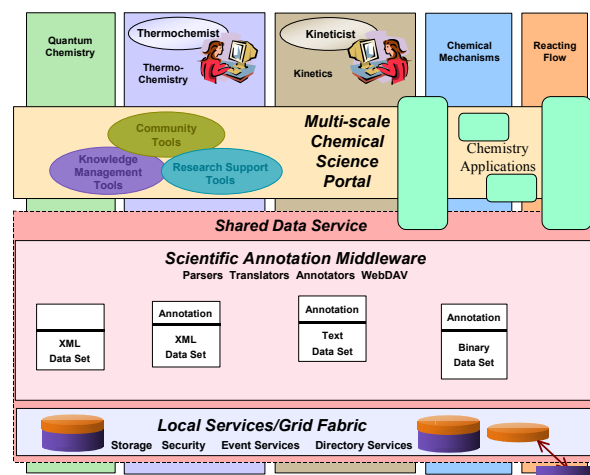 Quantum
Chemistry
Thermochemist
Thermo-
Chemistry
Kineticist
Kinetics
Chemical
Mechanisms
Reacting
Flow
Community
Tools
Knowledge
Management
Tools
Research Support
Tools
Multi-scale
Chemical
Science
Portal
Chemistry
Applications
Shared Data Service
Scientific Annotation Middleware
Parsers Translators Annotators WebDAV
XML
Data Set
Annotation
XML
Data Set
Annotation
Text
Data Set
Annotation
Binary
Data Set
Local Services/Grid Fabric
Storage Security Event Services Directory Services